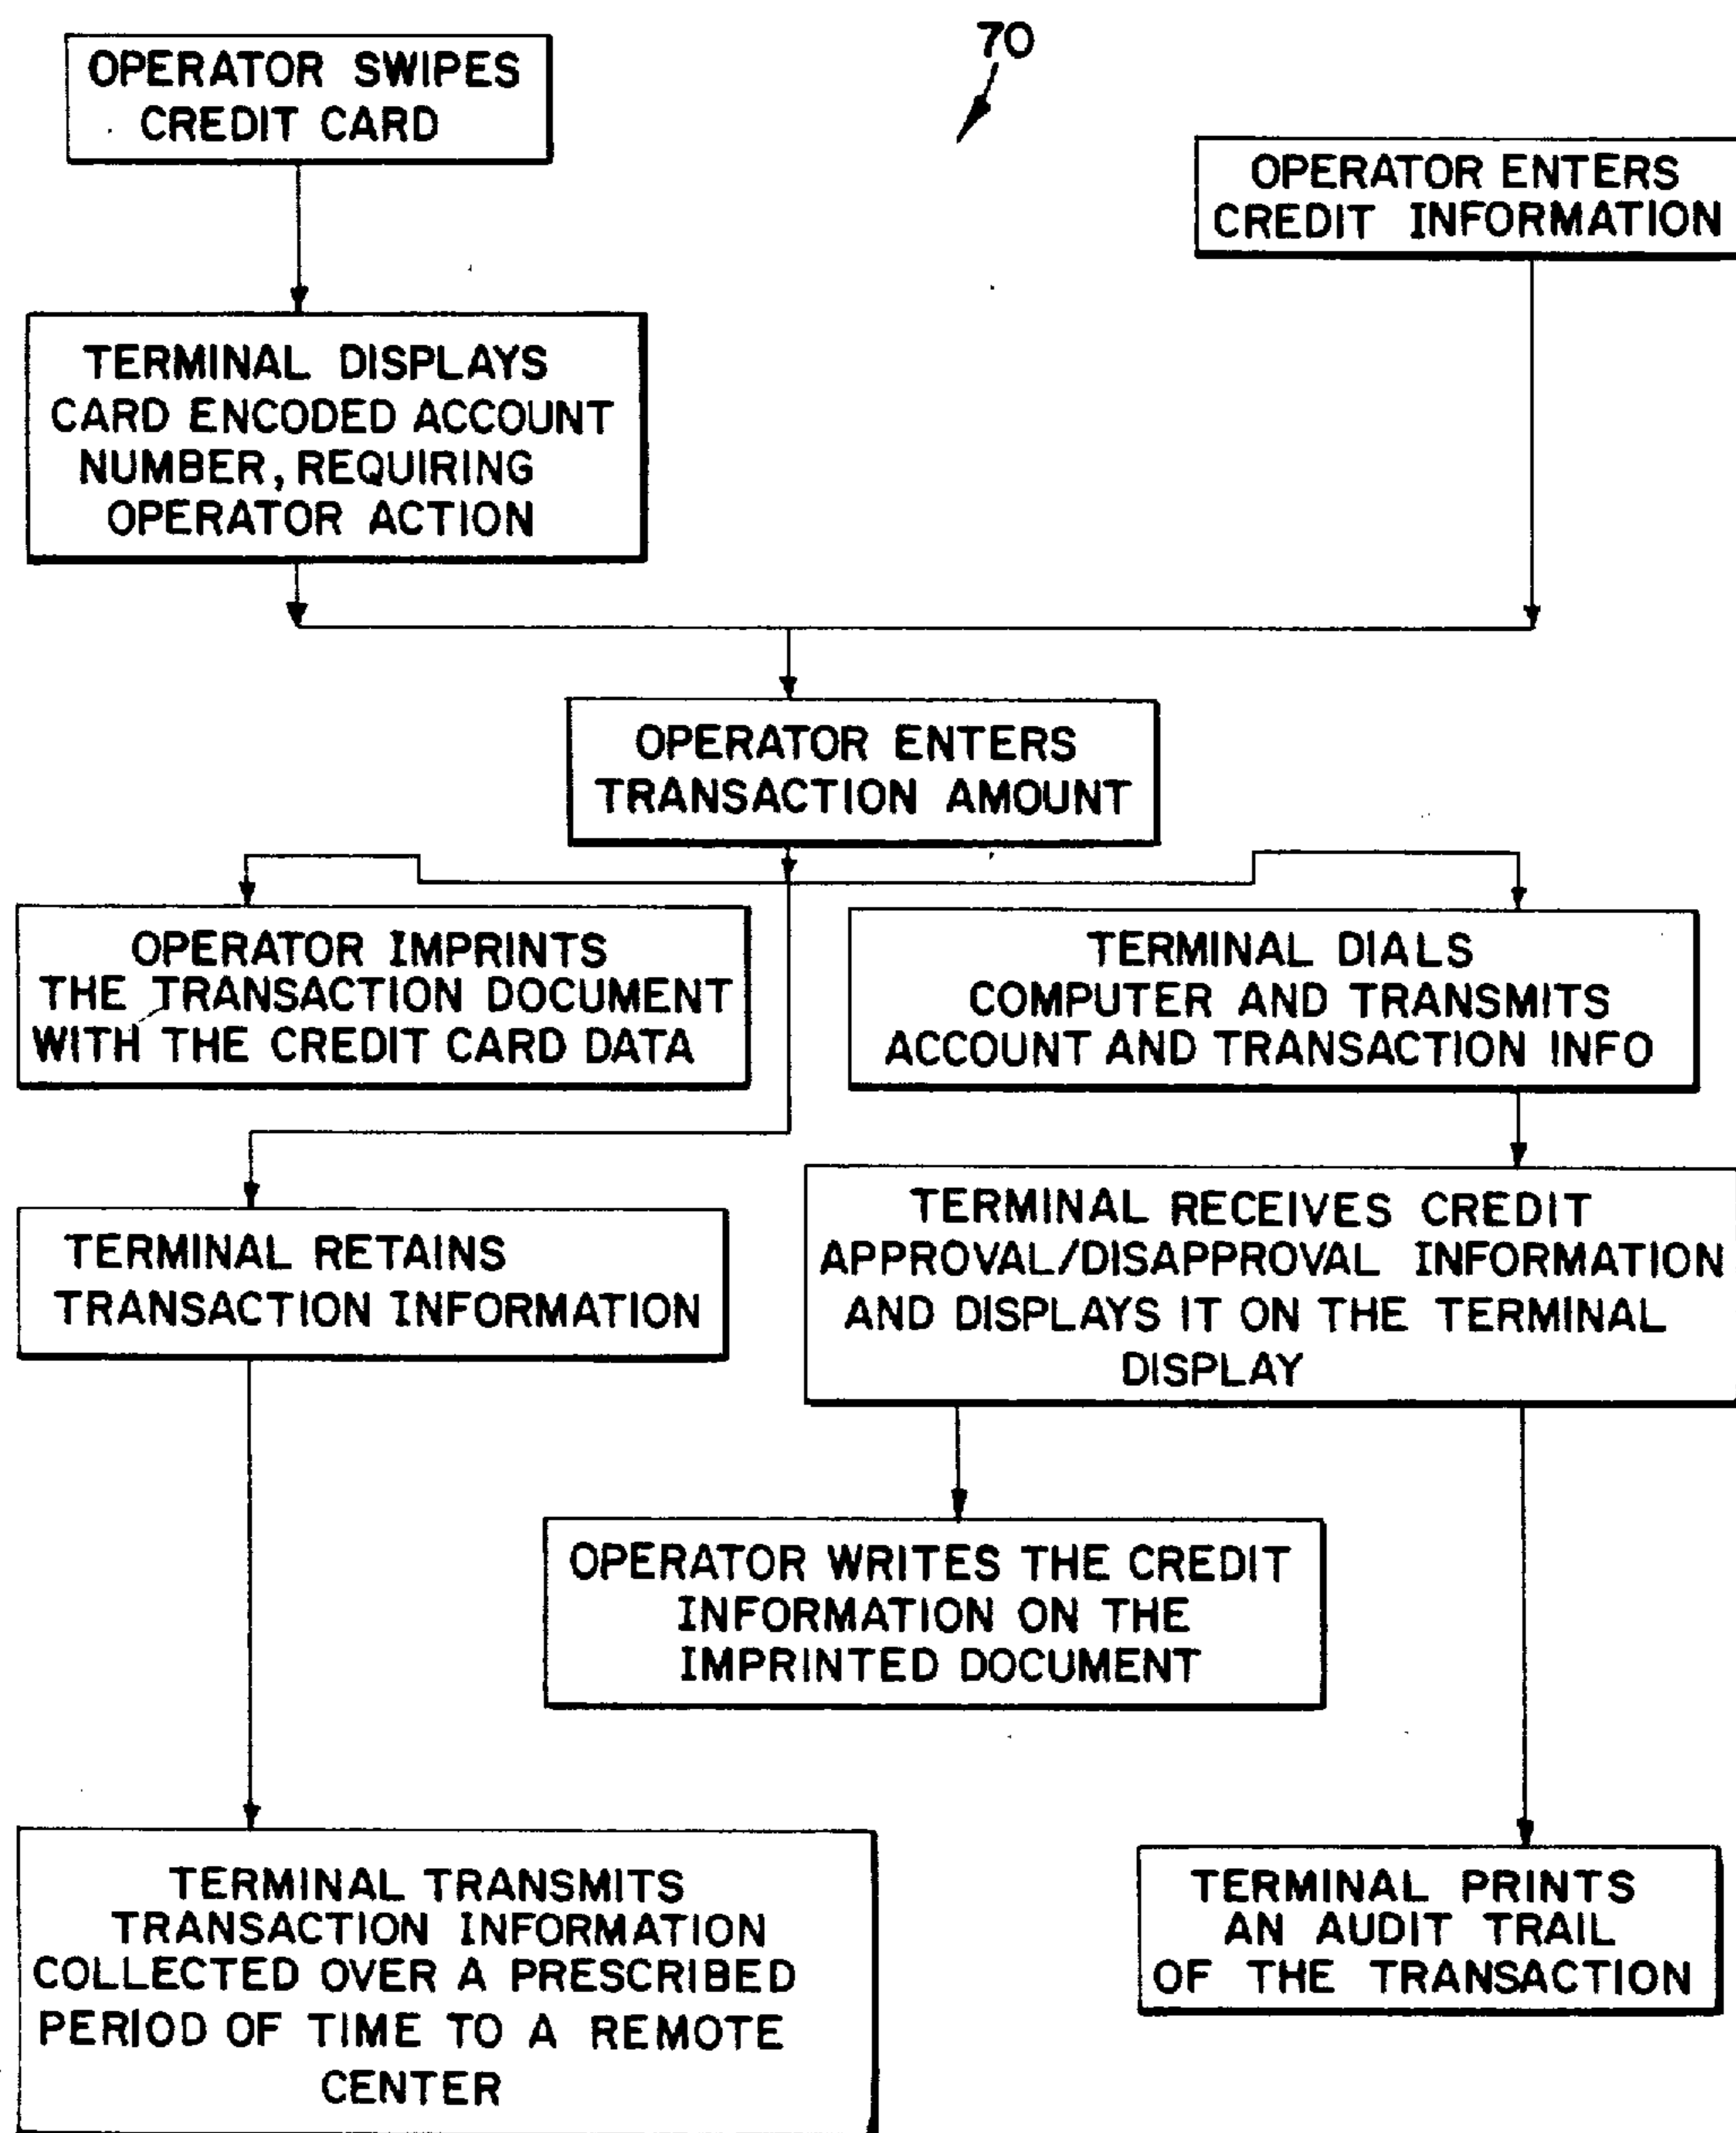 70
OPERATOR SWIPES
CREDIT CARD
OPERATOR ENTERS
CREDIT INFORMATION
TERMINAL DISPLAYS
CARD ENCODED ACCOUNT
NUMBER, REQUIRING
OPERATOR ACTION
OPERATOR ENTERS
TRANSACTION AMOUNT
OPERATOR IMPRINTS
THE TRANSACTION DOCUMENT
WITH THE CREDIT CARD DATA
TERMINAL DIALS
COMPUTER AND TRANSMITS
ACCOUNT AND TRANSACTION INFO
TERMINAL RETAINS
TRANSACTION INFORMATION
TERMINAL RECEIVES CREDIT
APPROVAL/DISAPPROVAL INFORMATION
AND DISPLAYS IT ON THE TERMINAL
DISPLAY
OPERATOR WRITES THE CREDIT
INFORMATION ON THE
IMPRINTED DOCUMENT
TERMINAL TRANSMITS
TRANSACTION INFORMATION
COLLECTED OVER A PRESCRIBED
PERIOD OF TIME TO A REMOTE
CENTER
TERMINAL PRINTS
AN AUDIT TRAIL
OF THE TRANSACTION